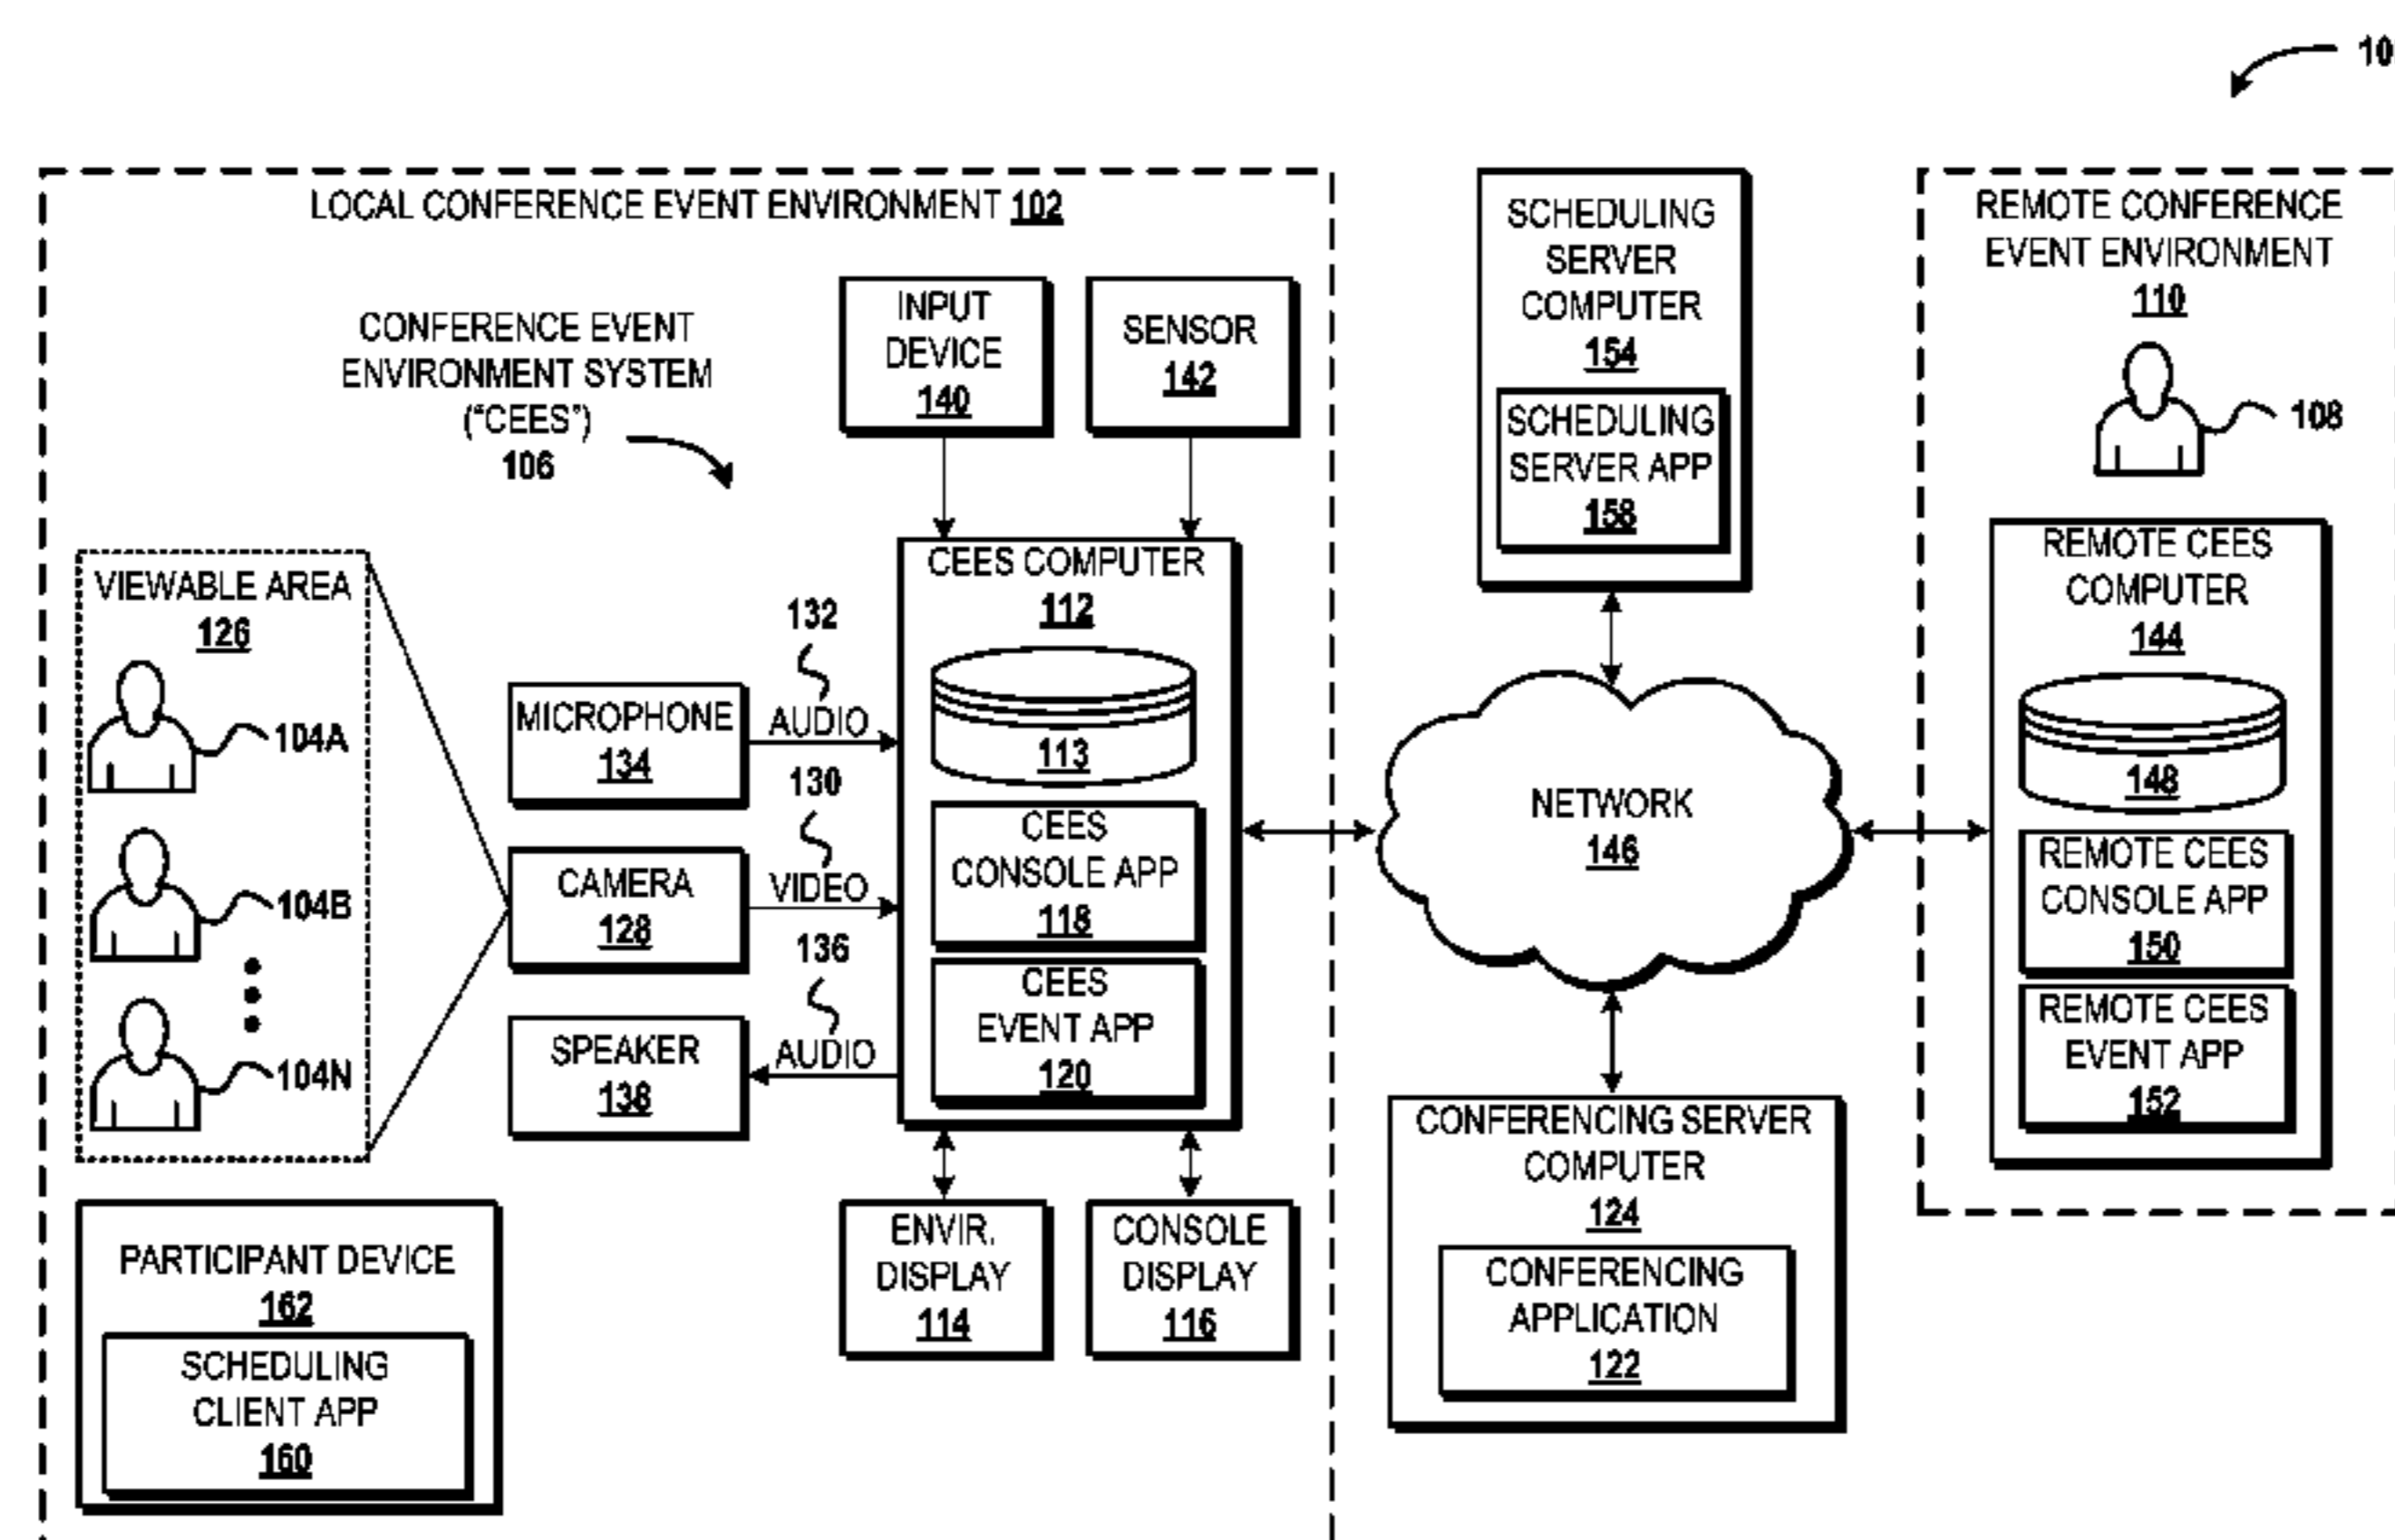 10
LOCAL CONFERENCE EVENT ENVIRONMENT 102
CONFERENCE EVENT
ENVIRONMENT SYSTEM
("CEES")
106
INPUT
DEVICE
140
SENSOR
142
VIEWABLE AREA
126
104A
104B
104N
MICROPHONE
134
132
AUDIO
CAMERA
128
130
VIDEO
SPEAKER
138
136
AUDIO
CEES COMPUTER
112
113
CEES
CONSOLE APP
118
CEES
EVENT APP
120
ENVIR.
DISPLAY
114
CONSOLE
DISPLAY
116
PARTICIPANT DEVICE
162
SCHEDULING
CLIENT APP
160
SCHEDULING
SERVER
COMPUTER
154
SCHEDULING
SERVER APP
158
NETWORK
146
CONFERENCING SERVER
COMPUTER
124
CONFERENCING
APPLICATION
122
REMOTE CONFERENCE
EVENT ENVIRONMENT
110
108
REMOTE CEES
COMPUTER
144
148
REMOTE CEES
CONSOLE APP
150
REMOTE CEES
EVENT APP
152